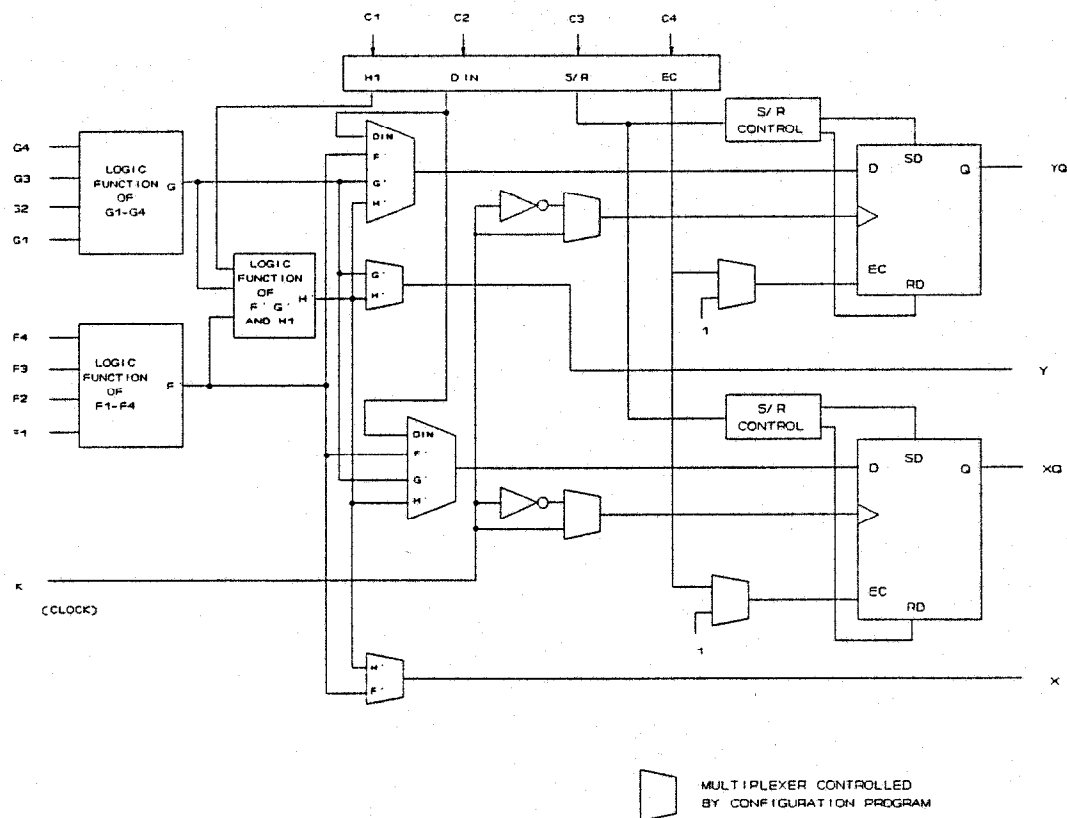 C1 C2 C3 C4
H1 DIN S/R EC
S/R
CONTROL
G4
G3
G2
G1
LOGIC
FUNCTION
OF
G1-G4
G'
DIN
F'
G'
H'
D SD Q
EC
RD
YQ
LOGIC
FUNCTION
OF
F' G'
AND H1
H'
G'
H'
1
Y
F4
F3
F2
F1
LOGIC
FUNCTION
OF
F1-F4
F'
S/R
CONTROL
DIN
F'
G'
H'
D SD Q
EC
RD
XQ
K
(CLOCK)
1
H'
F'
X
MULTIPLEXER CONTROLLED
BY CONFIGURATION PROGRAM